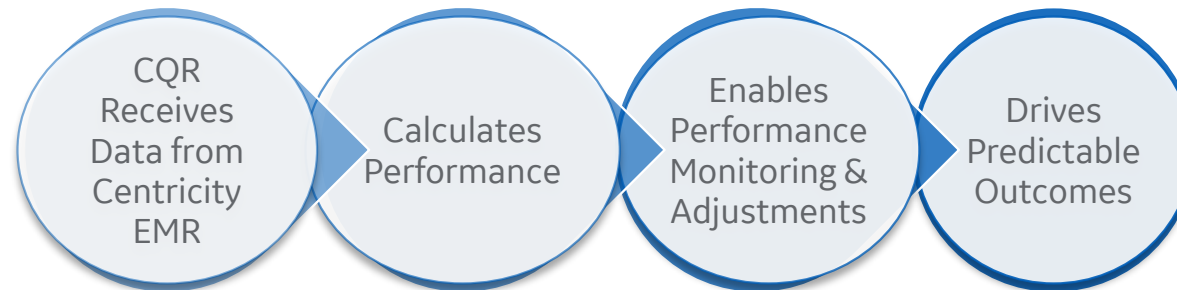 CQR
Receives
Data from
Centricity
EMR
Calculates
Performance
Enables
Performance
Monitoring &
Adjustments
Drives
Predictable
Outcomes